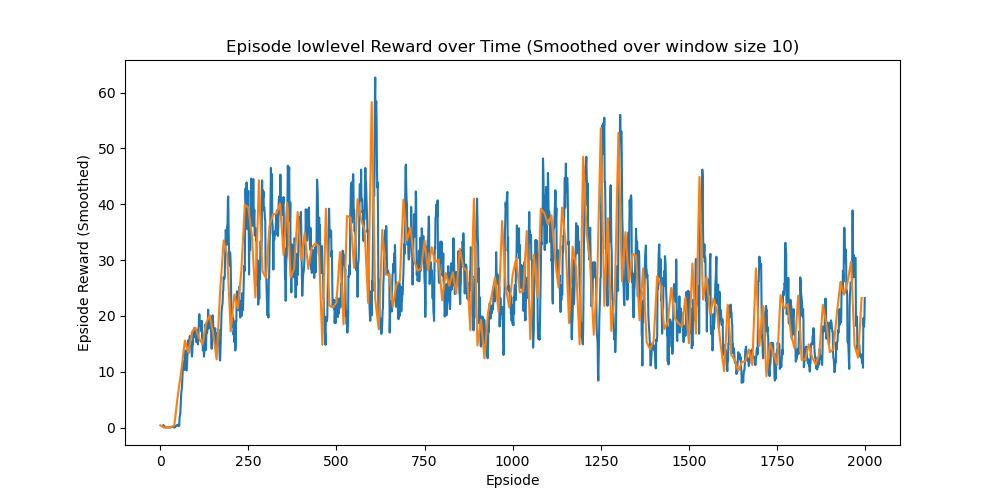 Episode lowlevel Reward over Time (Smoothed over window size 10)
Epsiode Reward (Smoothed)
60
50
40
30
20
10
0
0 250 500 750 1000 1250 1500 1750 2000
Epsiode